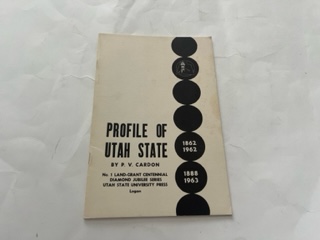 PROFILE OF
UTAH STATE
BY P. V. CARDON
No. 1 LAND-GRANT CENTENNIAL
DIAMOND JUBILEE SERIES
UTAH STATE UNIVERSITY PRESS
Logan
1862
1962
1888
1963